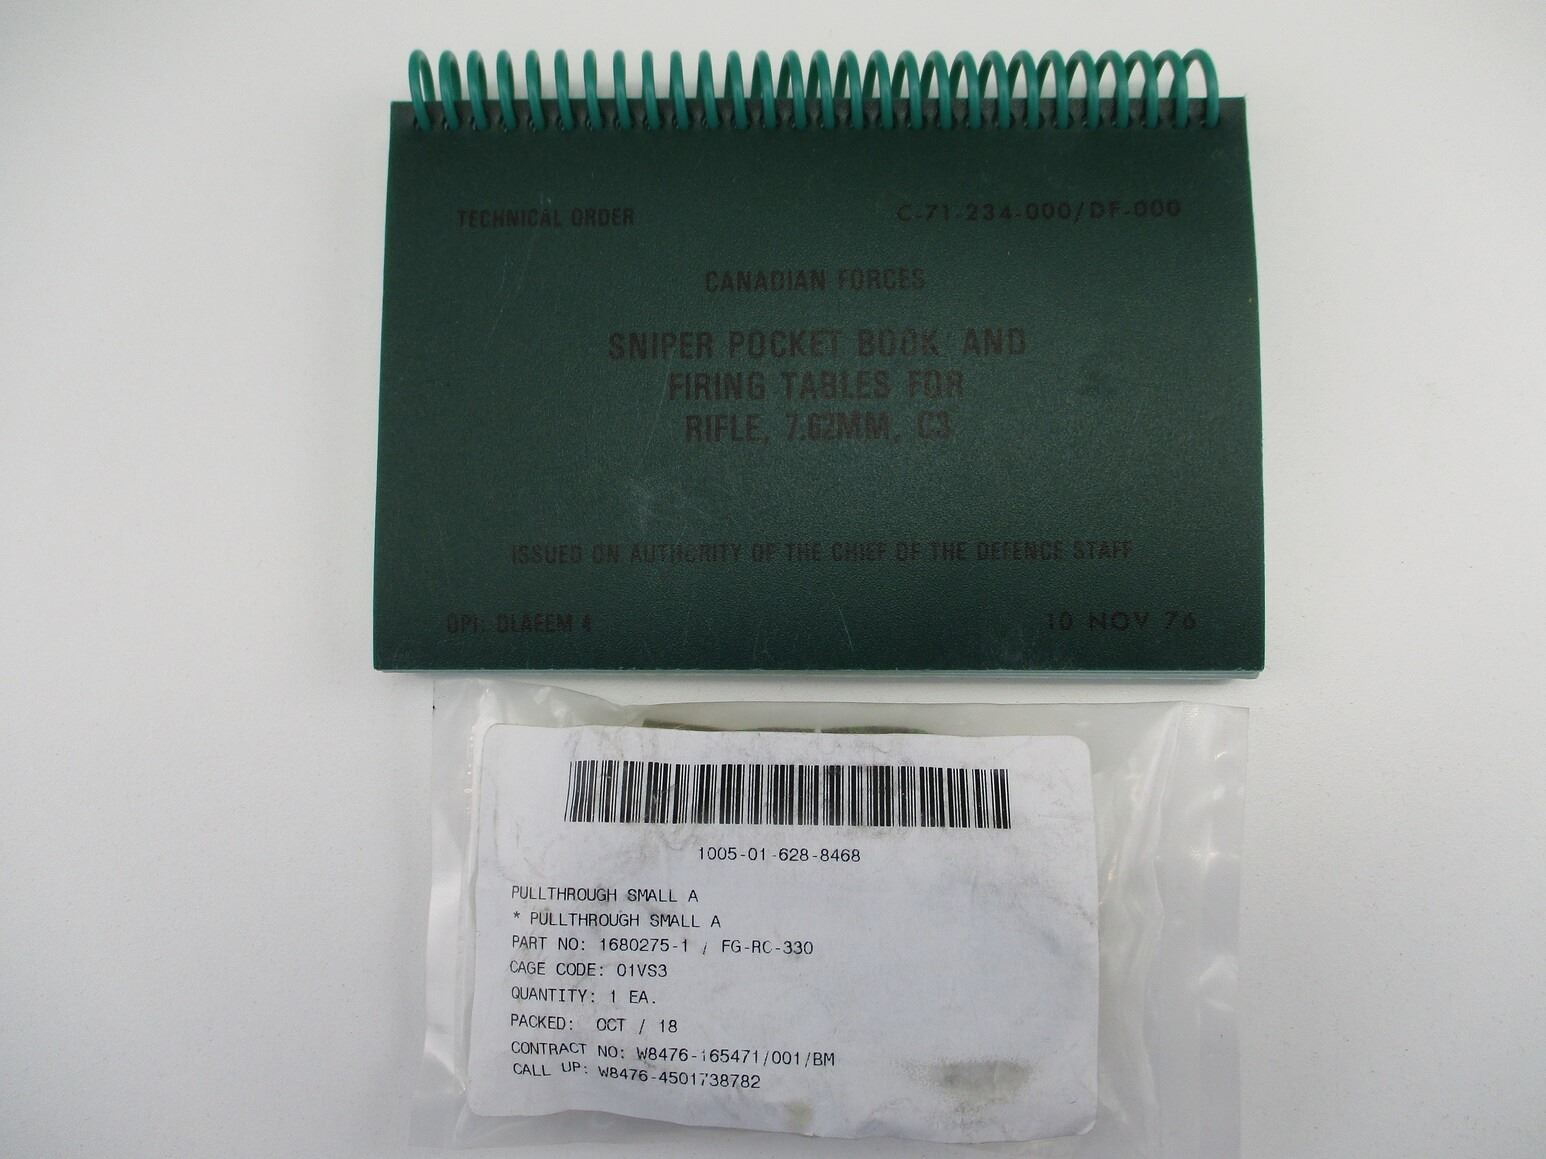 TECHNICAL ORDER
C-71-234-000/DF-000
CANADIAN FORCES
SNIPER POCKET BOOK AND
FIRING TABLES FOR
RIFLE, 7.62MM, C3
ISSUED ON AUTHORITY OF THE CHIEF OF THE DEFENCE STAFF
OPI: DLAEEM 4
10 NOV 76
1005-01-628-8468
PULLTHROUGH SMALL A
* PULLTHROUGH SMALL A
PART NO: 1680275-1 / FG-RC-330
CAGE CODE: 01VS3
QUANTITY: 1 EA.
PACKED: OCT / 18
CONTRACT NO: W8476-165471/001/BM
CALL UP: W8476-4501738782